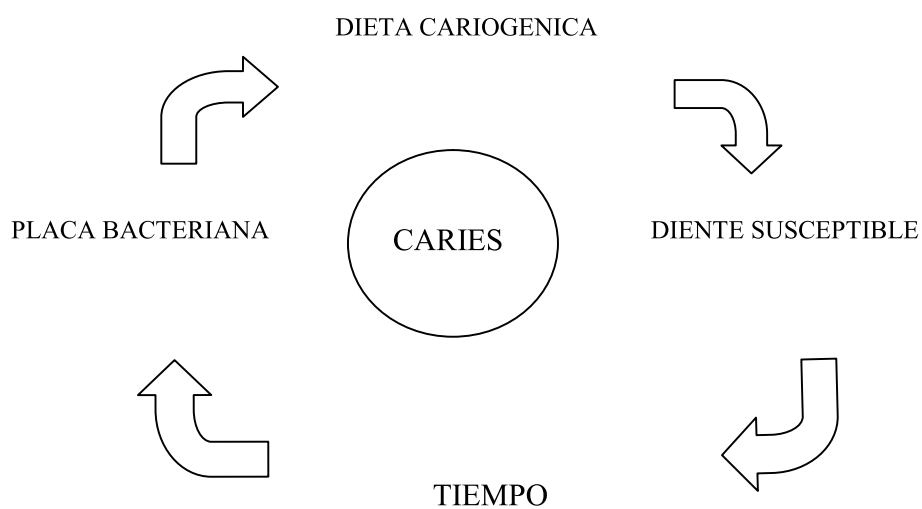 DIETA CARIOGENICA
PLACA BACTERIANA
CARIES
DIENTE SUSCEPTIBLE
TIEMPO